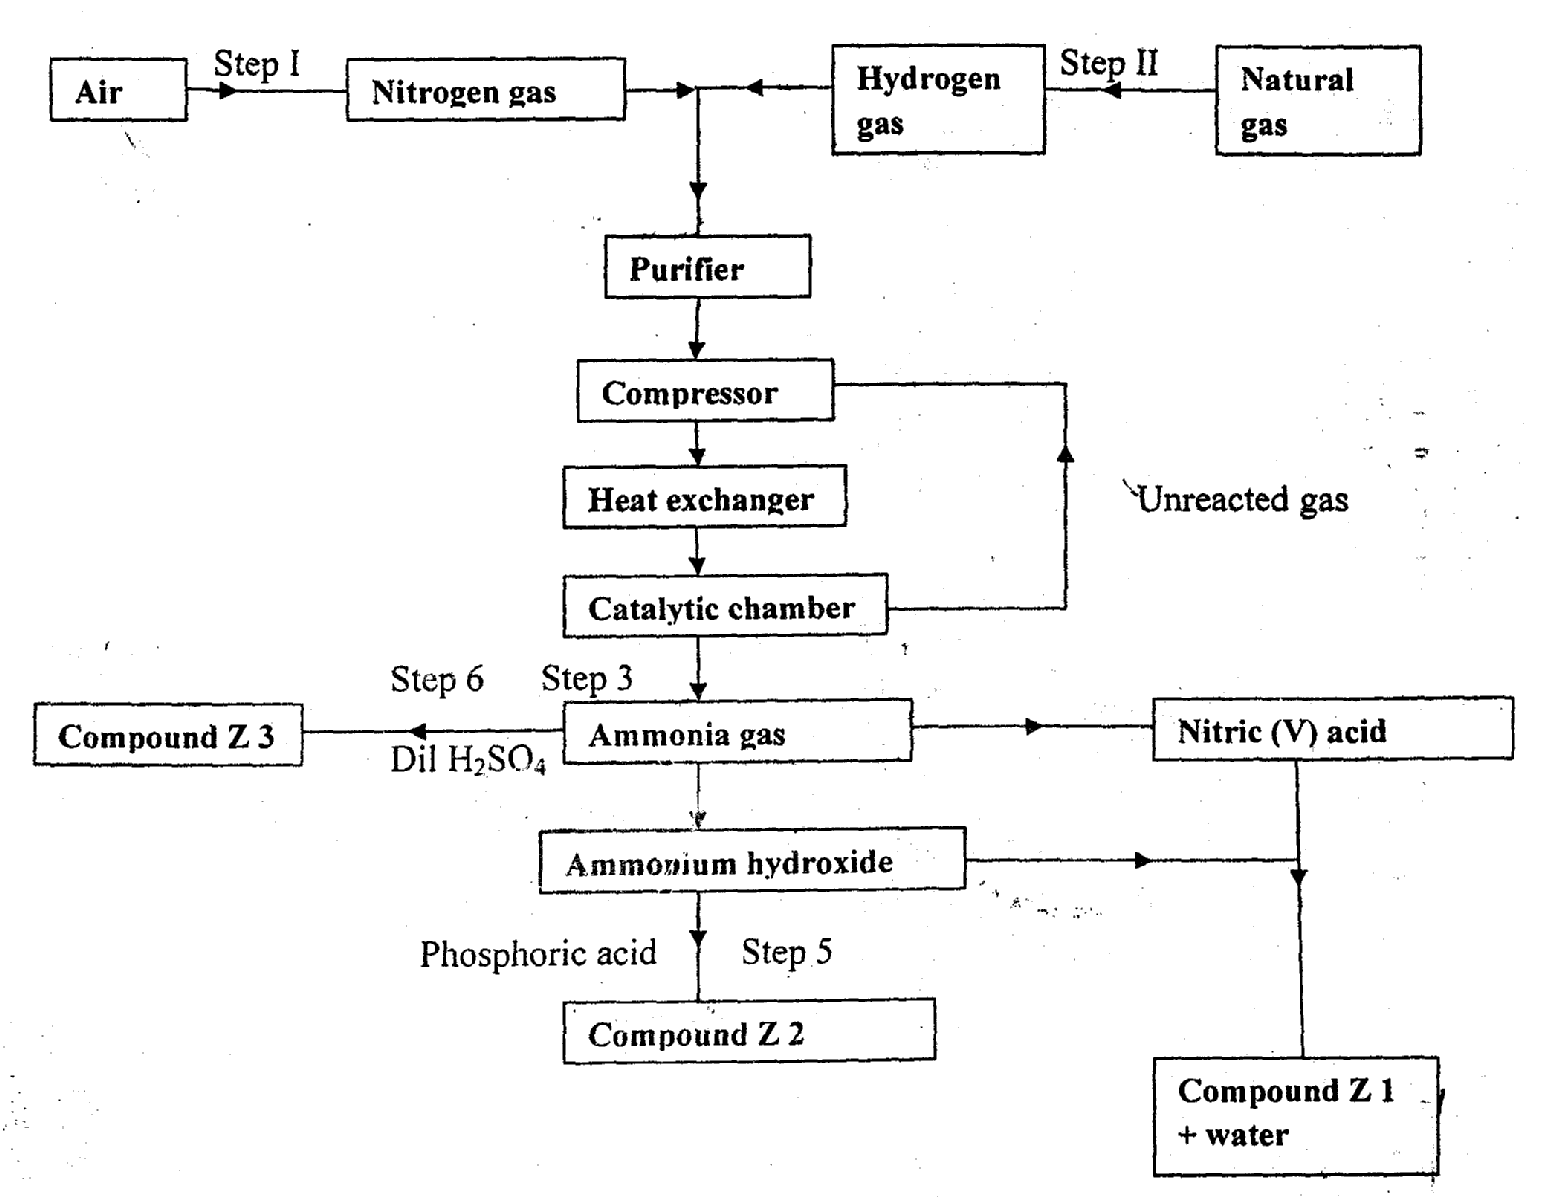 Air
Step I
Nitrogen gas
Hydrogen
gas
Step II
Natural
gas
Purifier
Compressor
Heat exchanger
Unreacted gas
Catalytic chamber
Step 6
Step 3
Compound Z 3
Dil H₂SO₄
Ammonia gas
Nitric (V) acid
Ammonium hydroxide
Phosphoric acid
Step 5
Compound Z 2
Compound Z 1
+ water